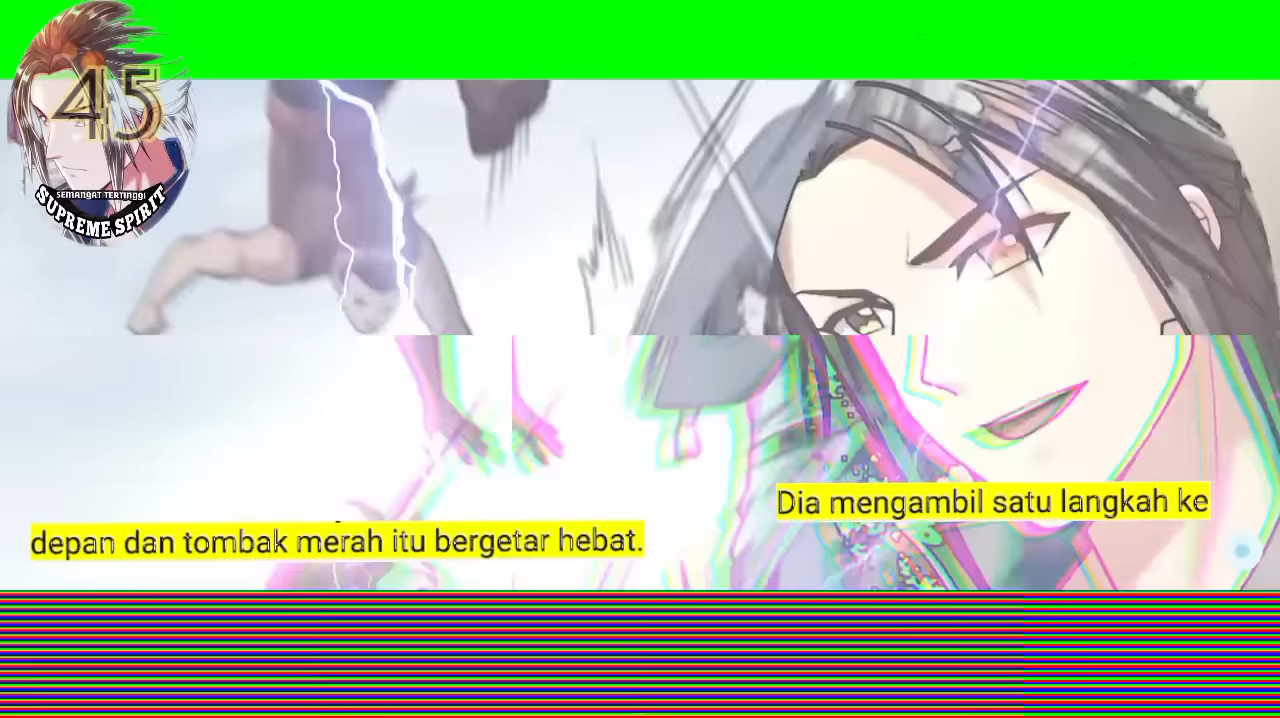 45
SEMANGAT TERTINGGI
SUPREME SPIRIT
Dia mengambil satu langkah ke
depan dan tombak merah itu bergetar hebat.